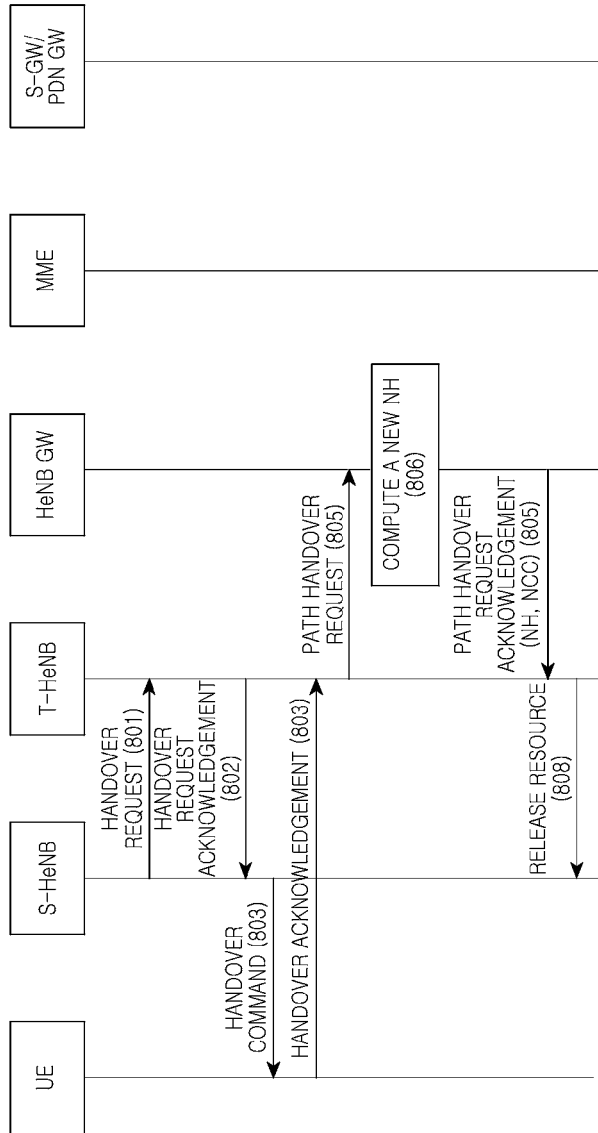 UE
S-HeNB
T-HeNB
HeNB GW
MME
S-GW/
PDN GW
HANDOVER
REQUEST (801)
HANDOVER
REQUEST
ACKNOWLEDGEMENT
(802)
HANDOVER
COMMAND (803)
HANDOVER ACKNOWLEDGEMENT (803)
PATH HANDOVER
REQUEST (805)
COMPUTE A NEW NH
(806)
PATH HANDOVER
REQUEST
ACKNOWLEDGEMENT
(NH, NCC) (805)
RELEASE RESOURCE
(808)